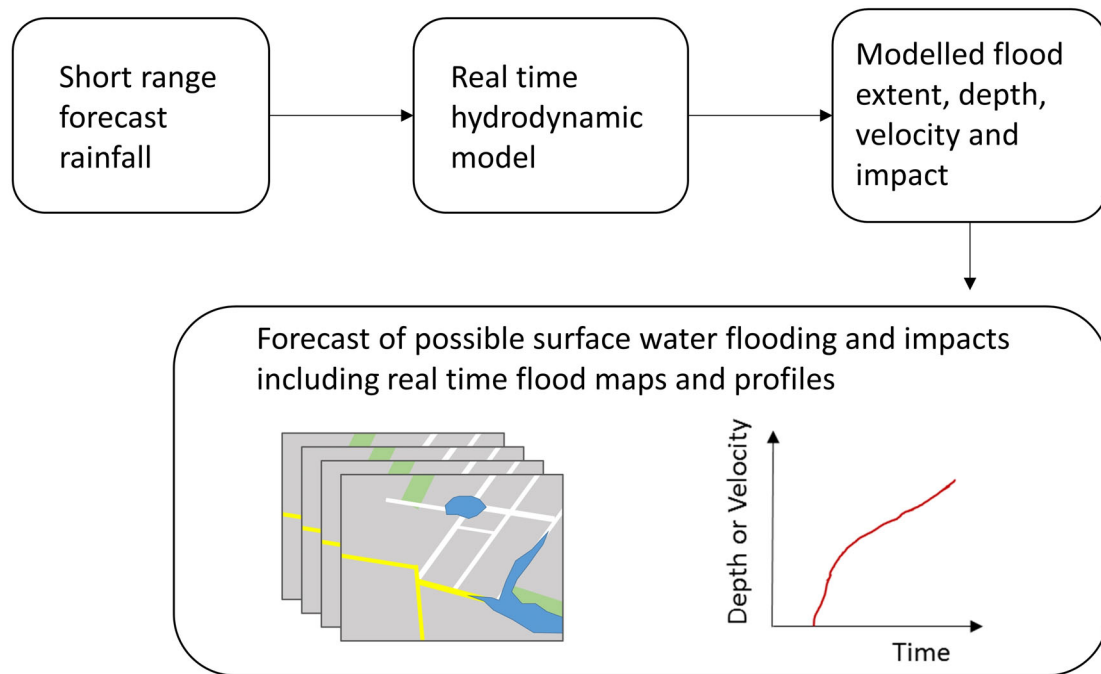 Short range
forecast
rainfall
Real time
hydrodynamic
model
Modelled flood
extent, depth,
velocity and
impact
Forecast of possible surface water flooding and impacts
including real time flood maps and profiles
Depth or Velocity
Time